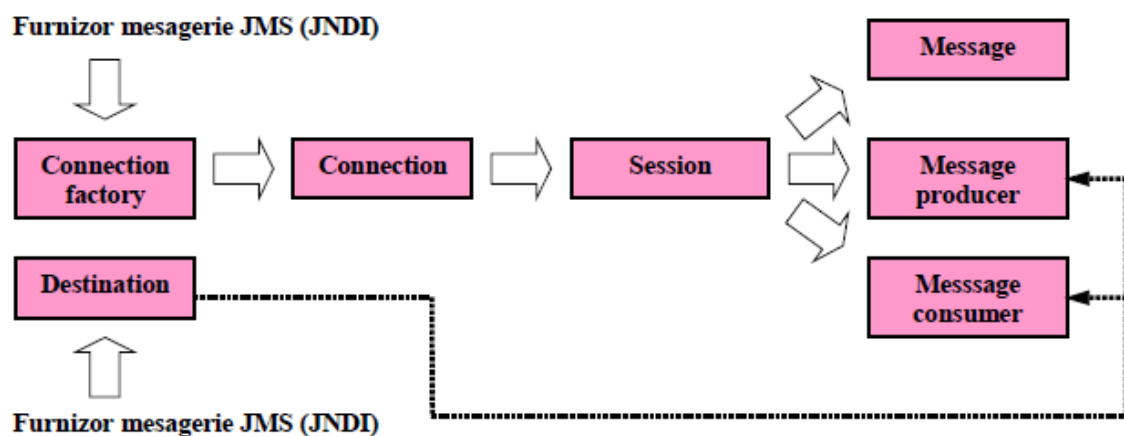 Furnizor mesagerie JMS (JNDI)
Message
Connection
factory
Connection
Session
Message
producer
Destination
Messsage
consumer
Furnizor mesagerie JMS (JNDI)